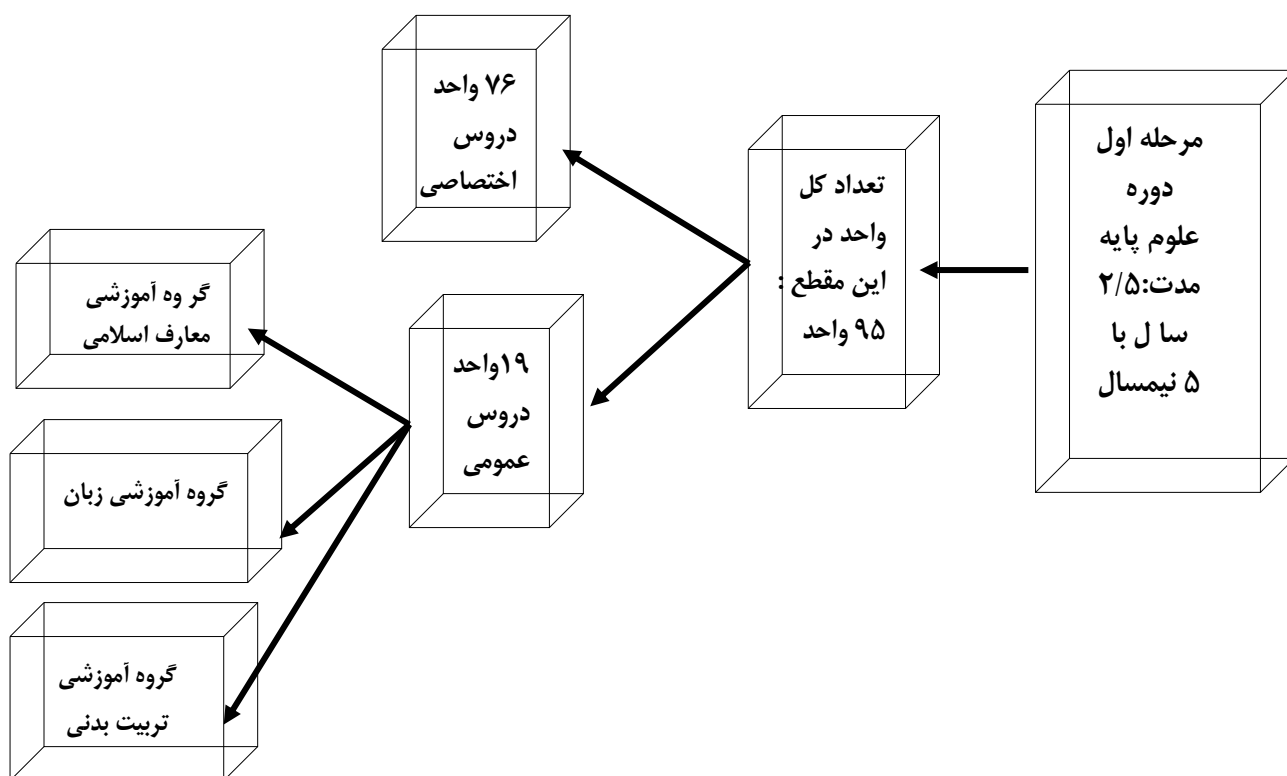 مرحله اول
دوره
علوم پایه
مدت:۲/۵
سا ل با
۵ نیمسال
تعداد کل
واحد در
این مقطع :
۹۵ واحد
۷۶ واحد
دروس
اختصاصی
۱۹واحد
دروس
عمومی
گر وه آموزشی
معارف اسلامی
گروه آموزشی زبان
گروه آموزشی
تربیت بدنی